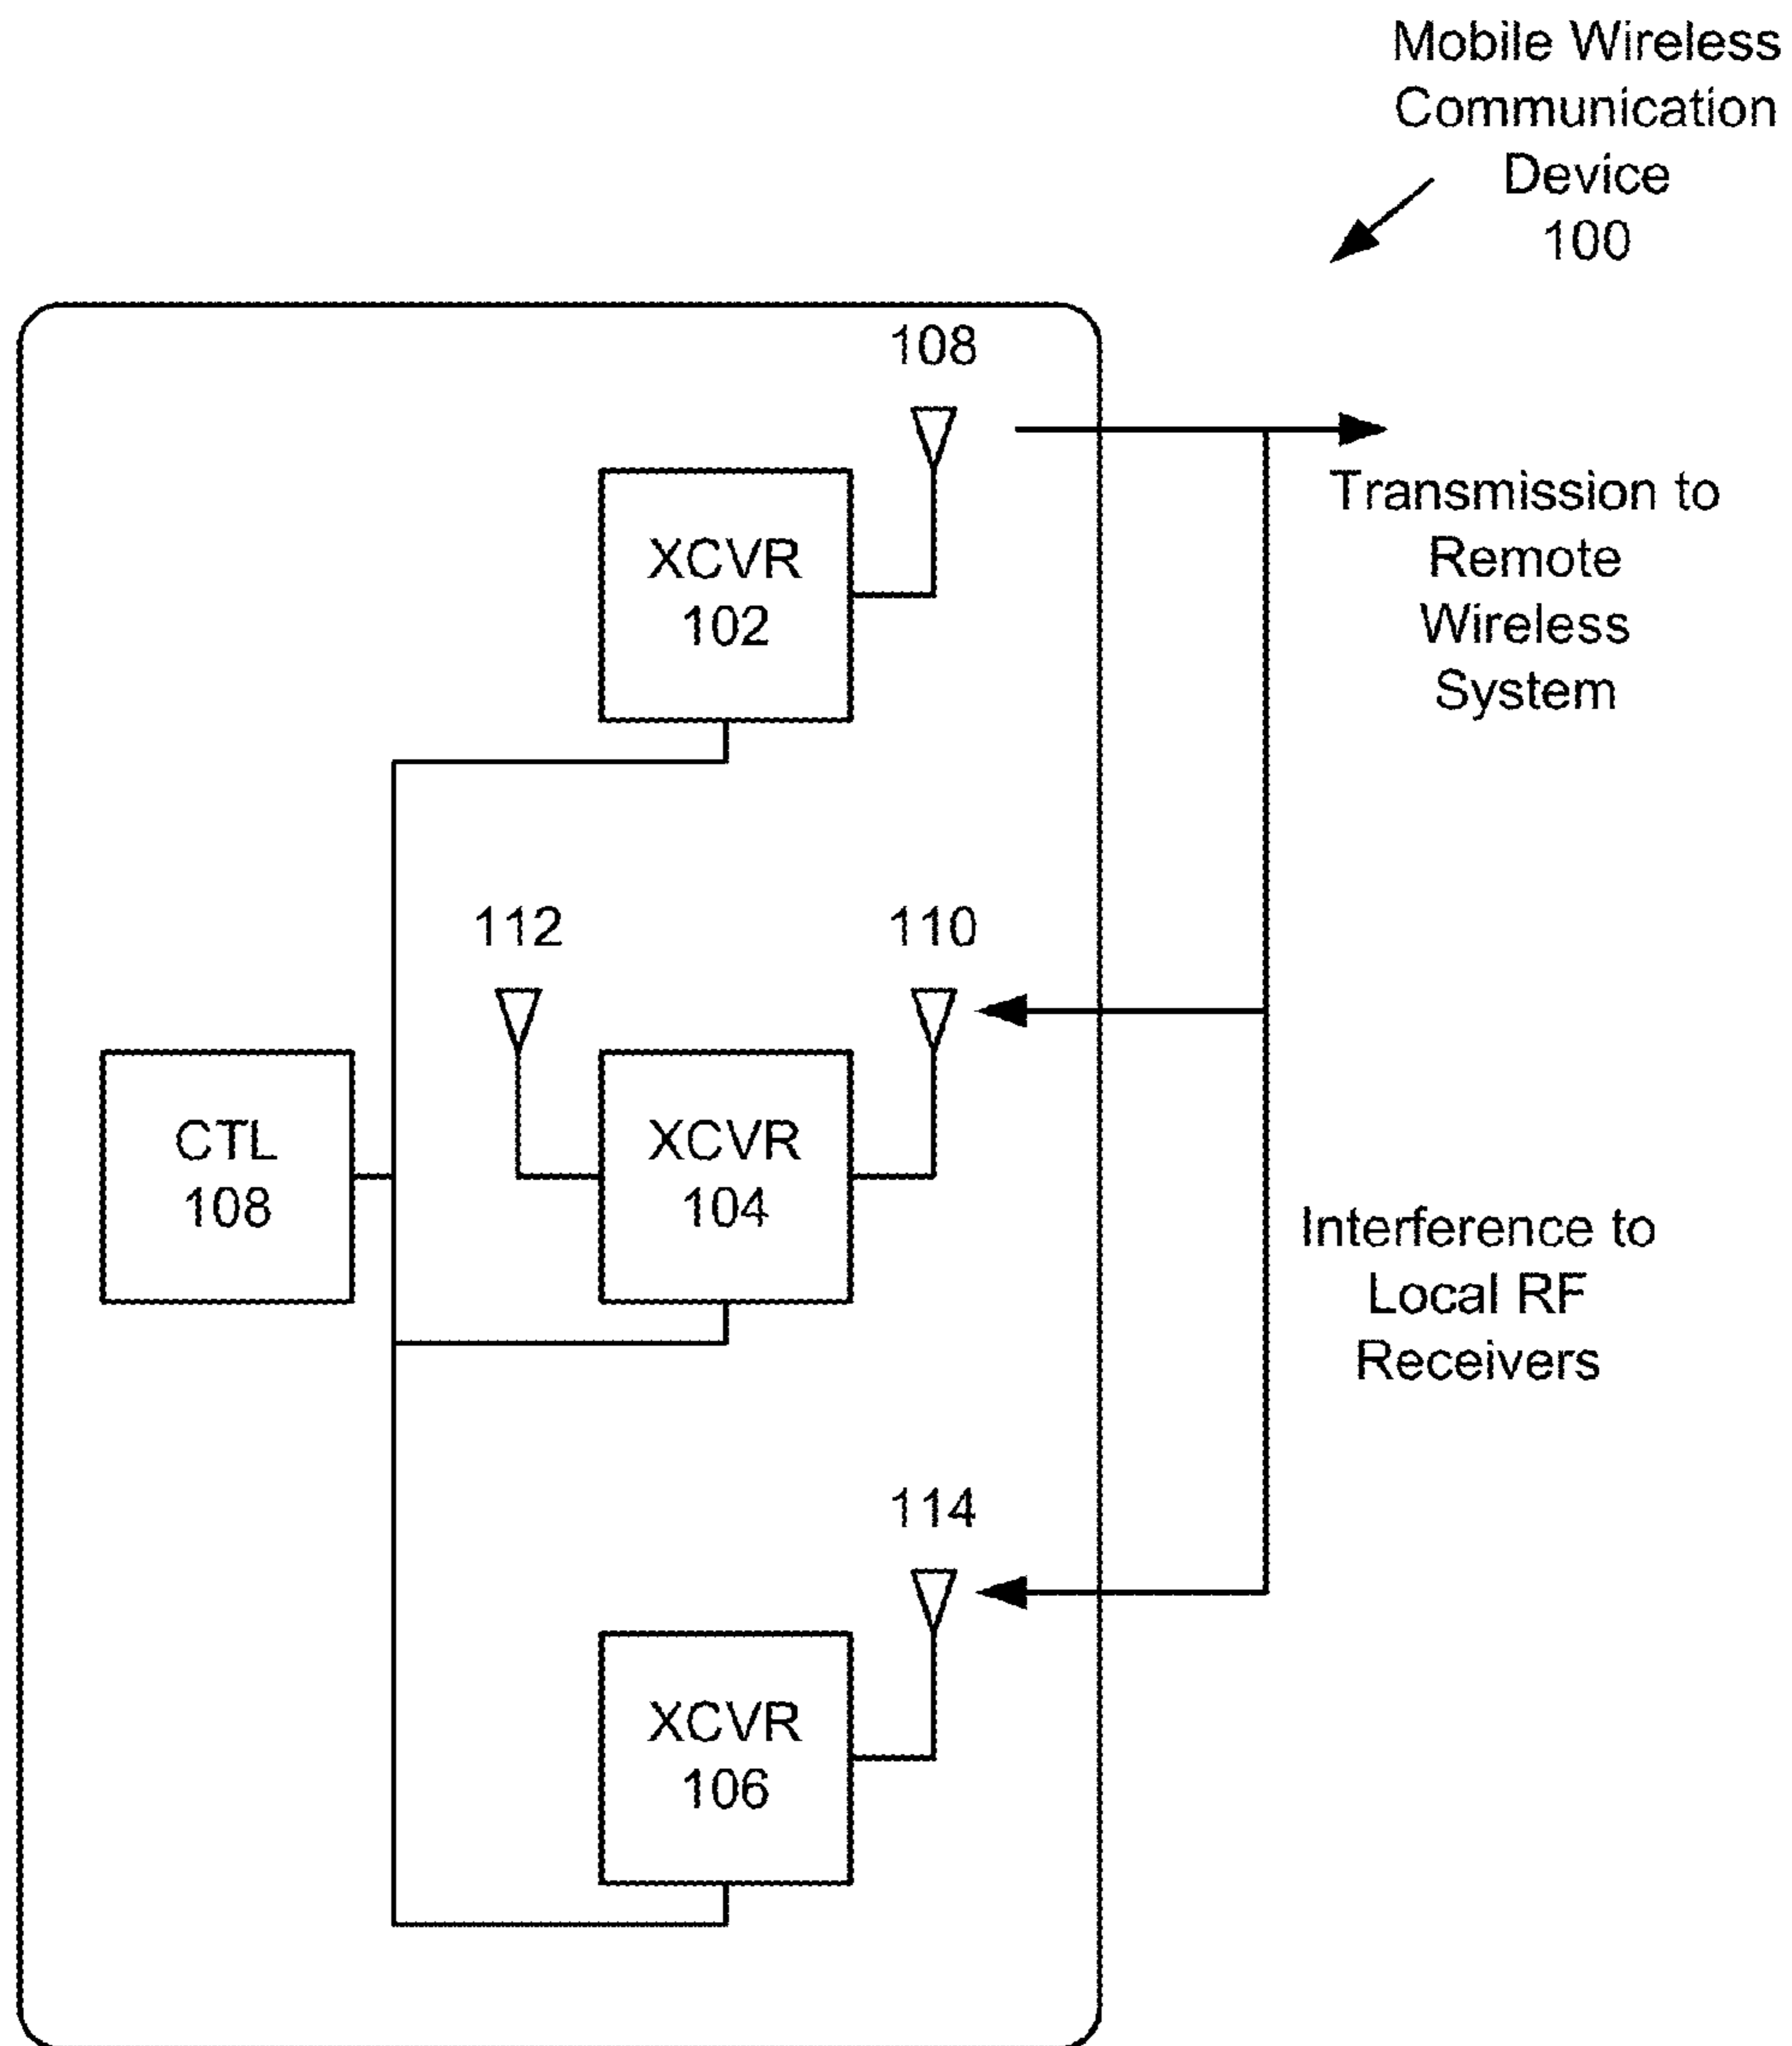 Mobile Wireless
Communication
Device
100
108
XCVR
102
Transmission to
Remote
Wireless
System
112
110
CTL
108
XCVR
104
Interference to
Local RF
Receivers
114
XCVR
106